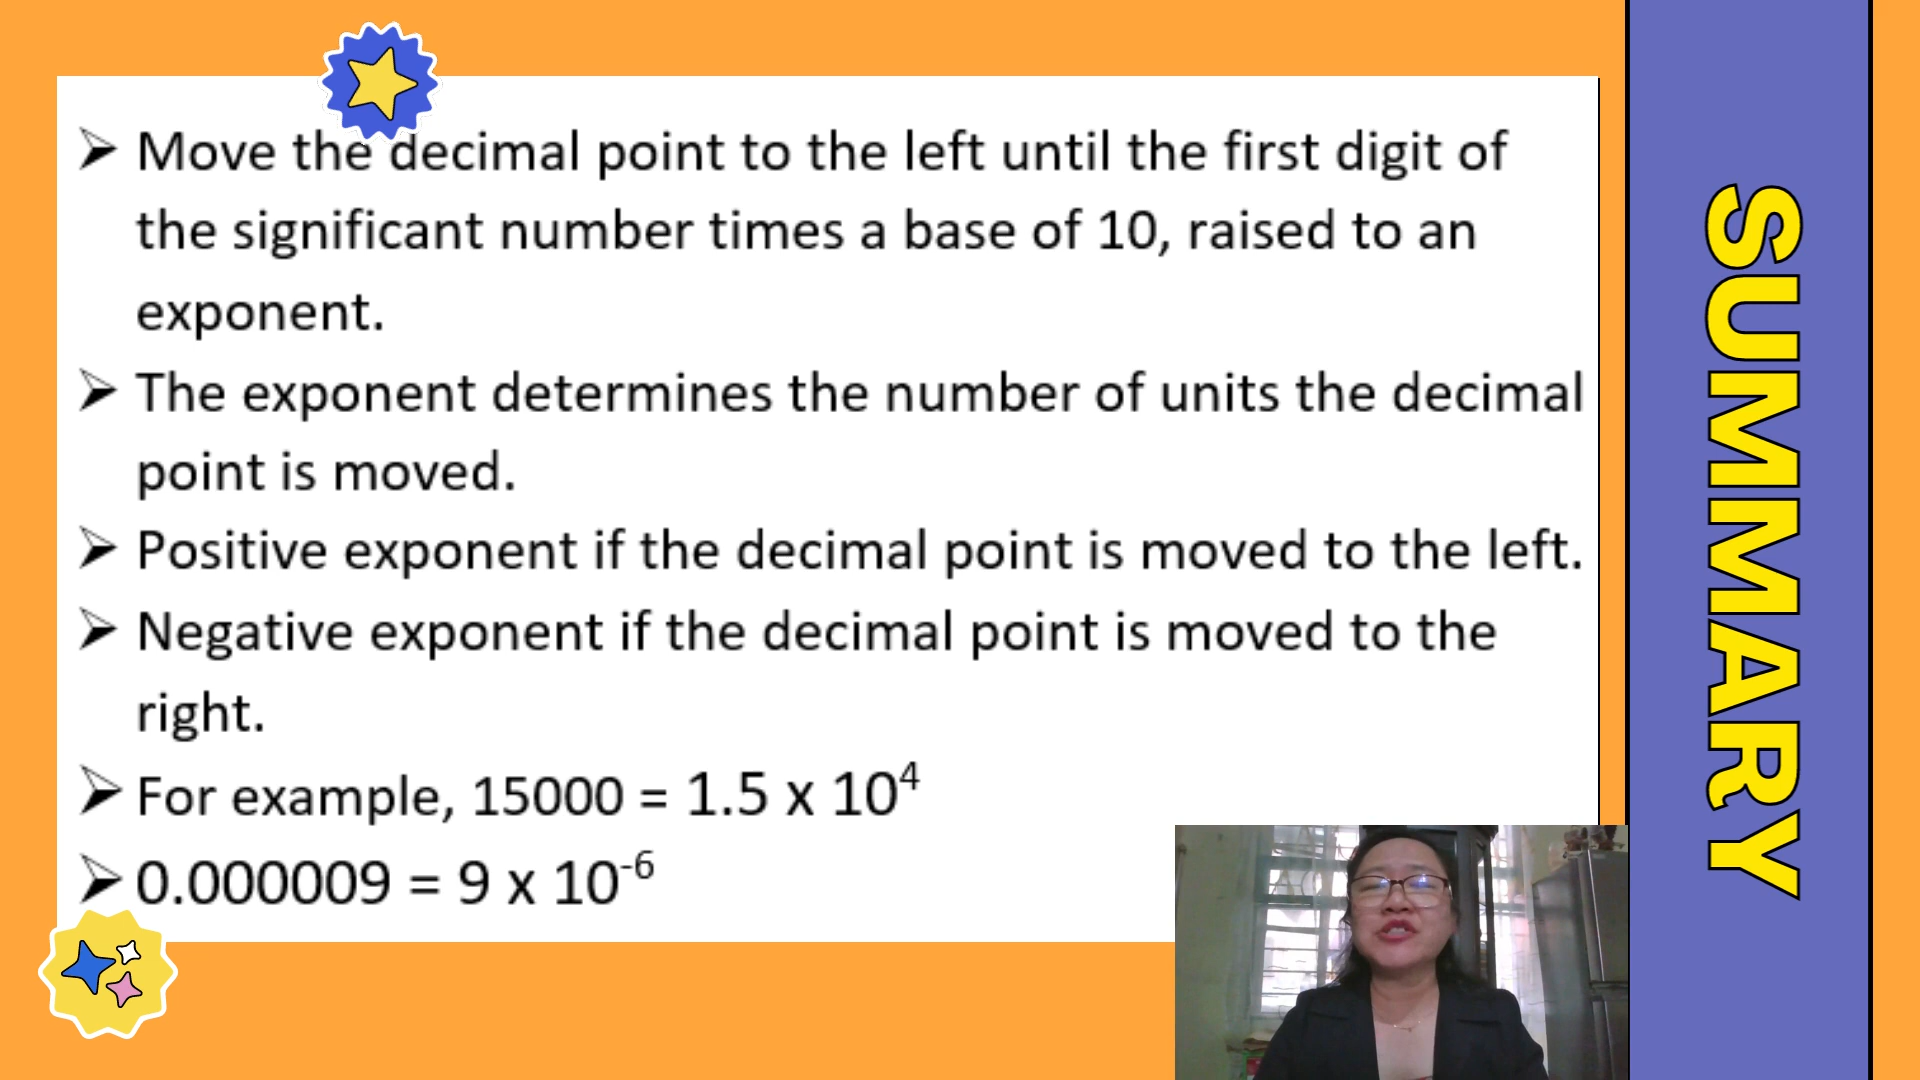 Move the decimal point to the left until the first digit of
the significant number times a base of 10, raised to an
exponent.
The exponent determines the number of units the decimal
point is moved.
Positive exponent if the decimal point is moved to the left.
Negative exponent if the decimal point is moved to the
right.
For example, 15000 = 1.5 x 10⁴
0.000009 = 9 x 10⁻⁶
SUMMARY